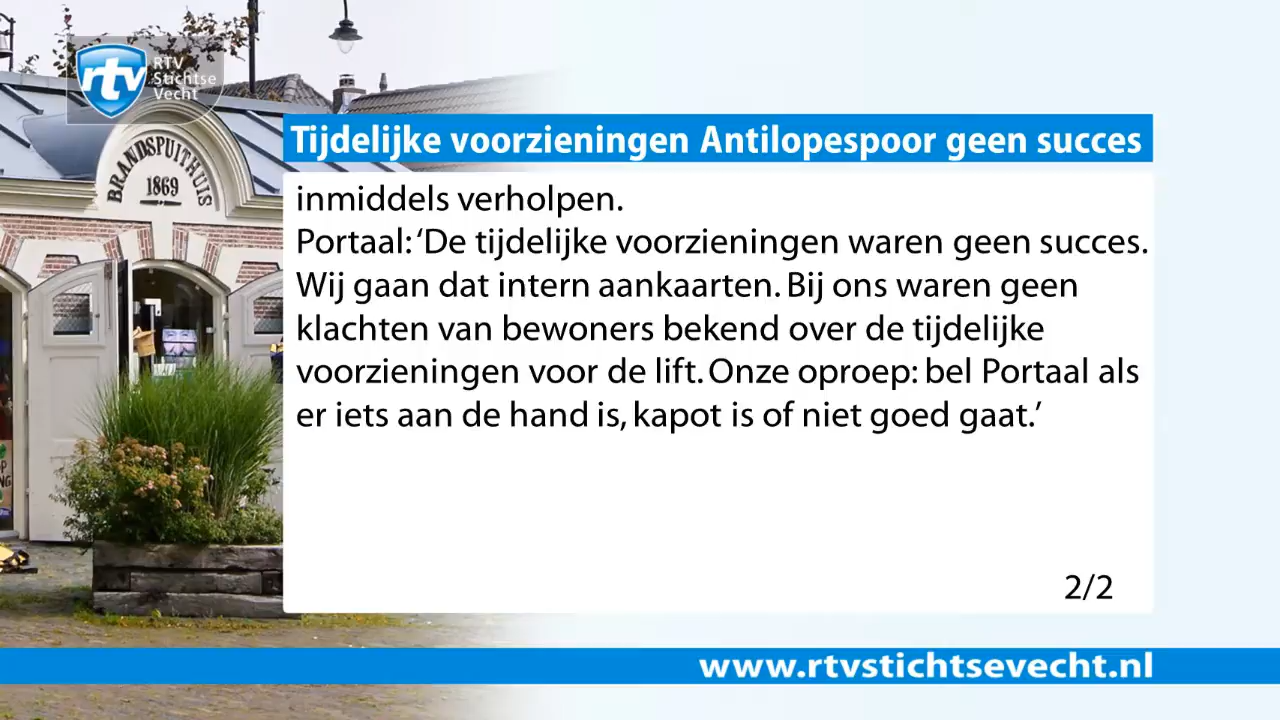 rtv
RTV
Stichtse
Vecht
BRANDSPUITHUIS
1869
Tijdelijke voorzieningen Antilopespoor geen succes
inmiddels verholpen.
Portaal: ‘De tijdelijke voorzieningen waren geen succes.
Wij gaan dat intern aankaarten. Bij ons waren geen
klachten van bewoners bekend over de tijdelijke
voorzieningen voor de lift. Onze oproep: bel Portaal als
er iets aan de hand is, kapot is of niet goed gaat.’
2/2
www.rtvstichtsevecht.nl